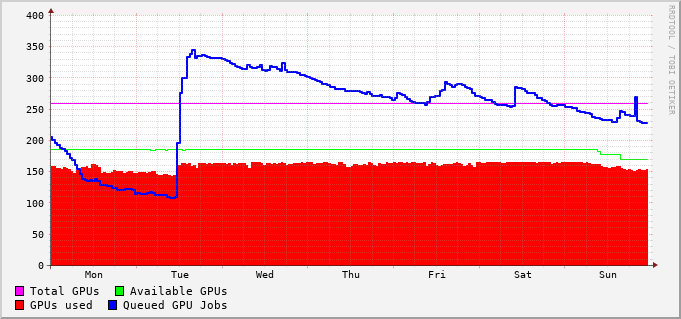 400
350
300
250
200
150
100
50
0
Mon Tue Wed Thu Fri Sat Sun
Total GPUs Available GPUs
GPUs used Queued GPU Jobs
RRDTOOL / TOBI OETIKER